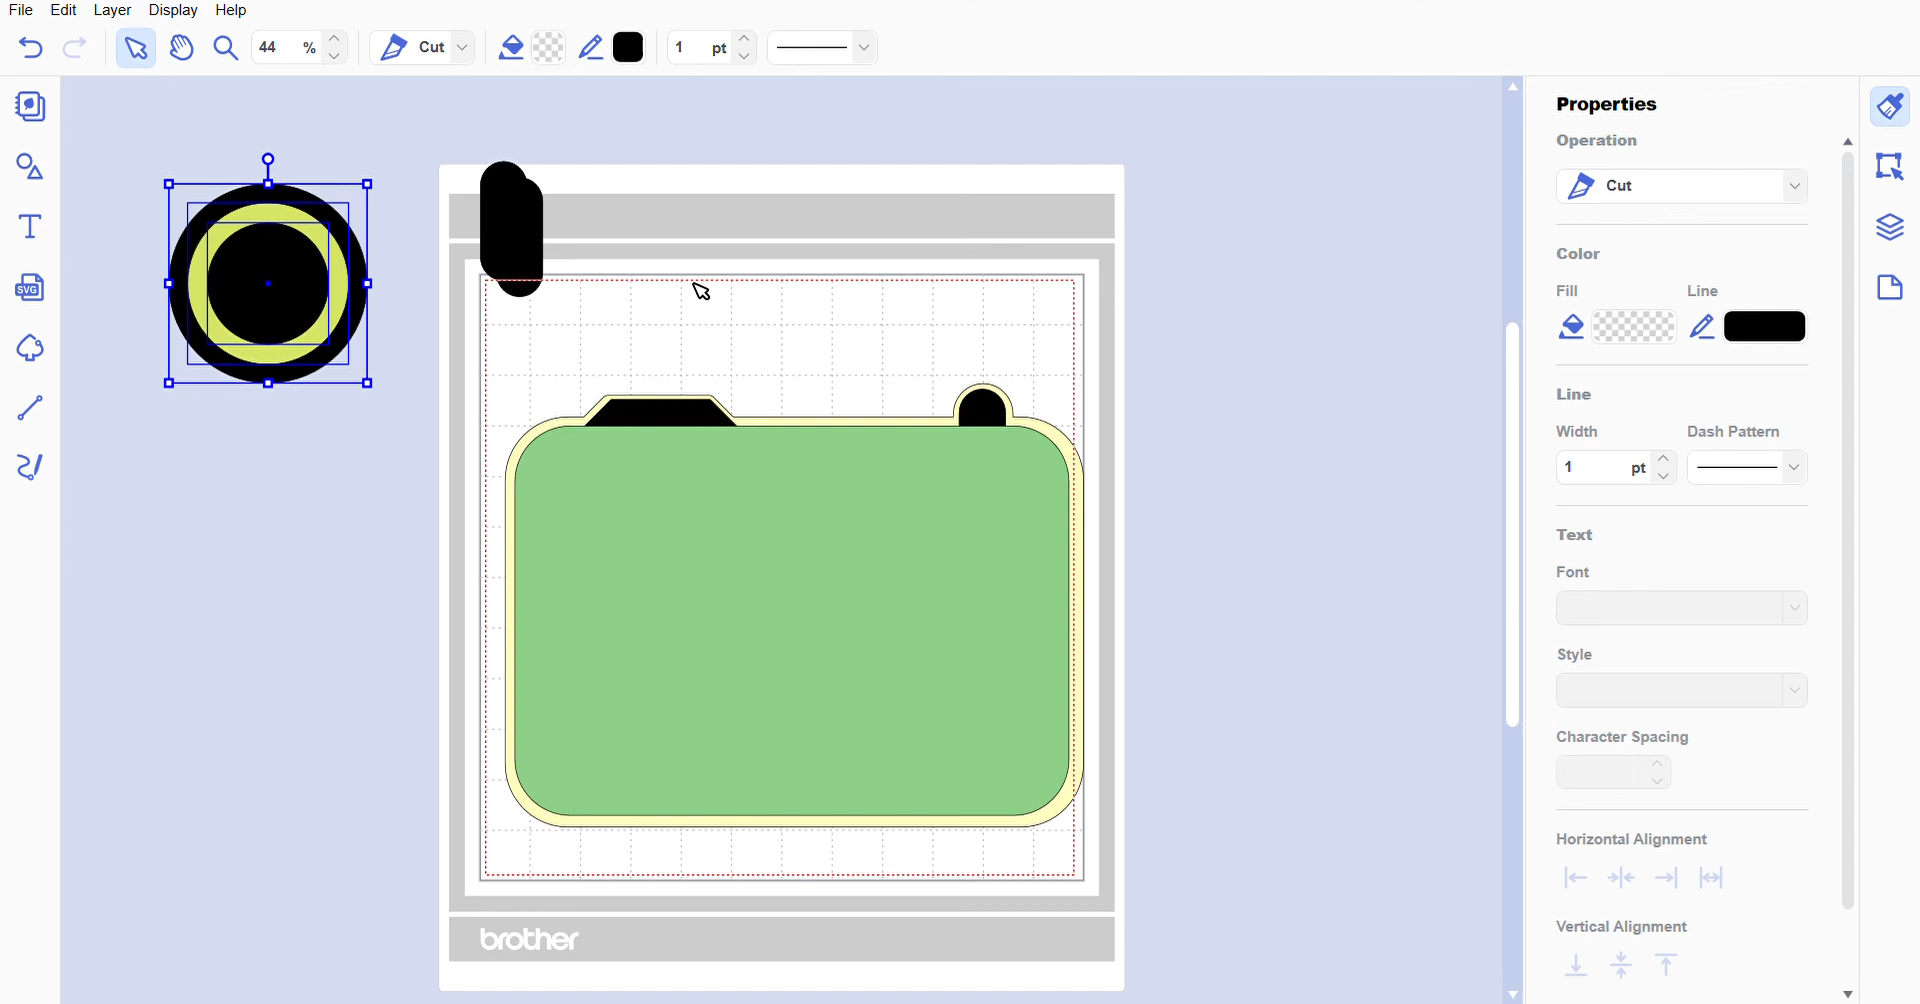 File Edit Layer Display Help
44 % Cut 1 pt
Properties
Operation
Cut
Color
Fill Line
Line
Width Dash Pattern
1 pt
Text
Font
Style
Character Spacing
Horizontal Alignment
Vertical Alignment
SVG
brother